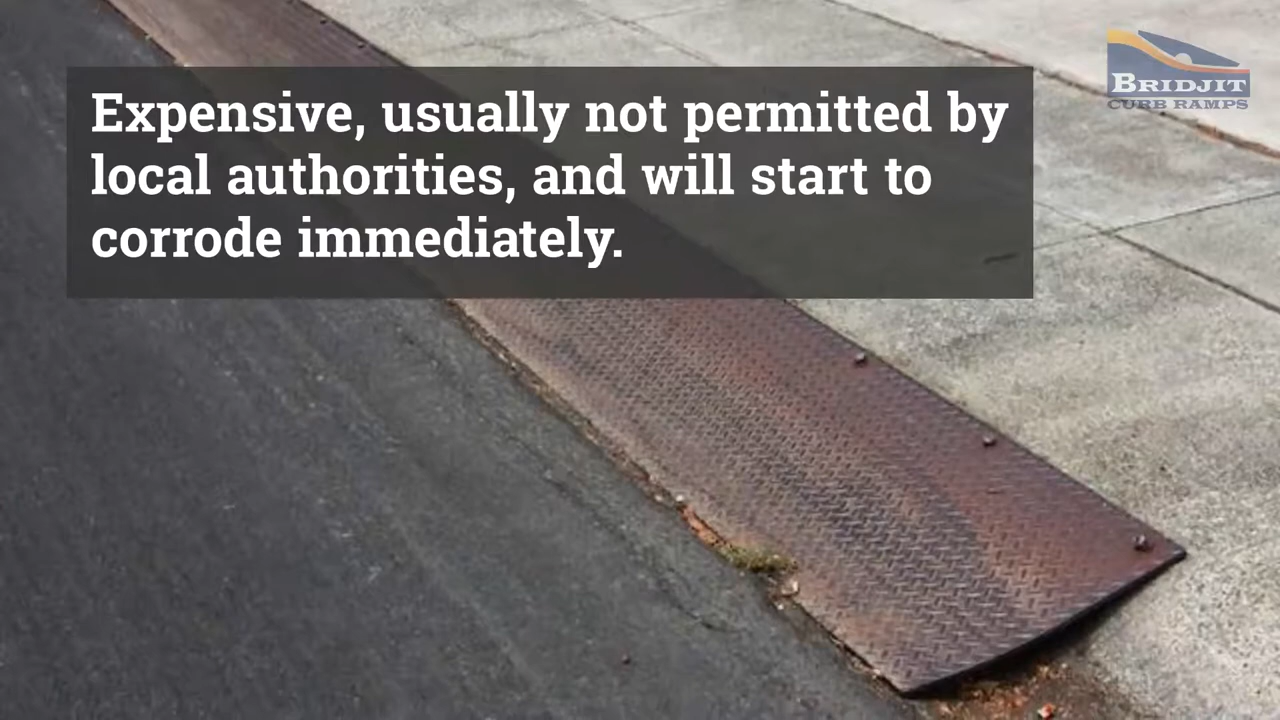 Expensive, usually not permitted by
local authorities, and will start to
corrode immediately.
BRIDJIT
CURB RAMPS